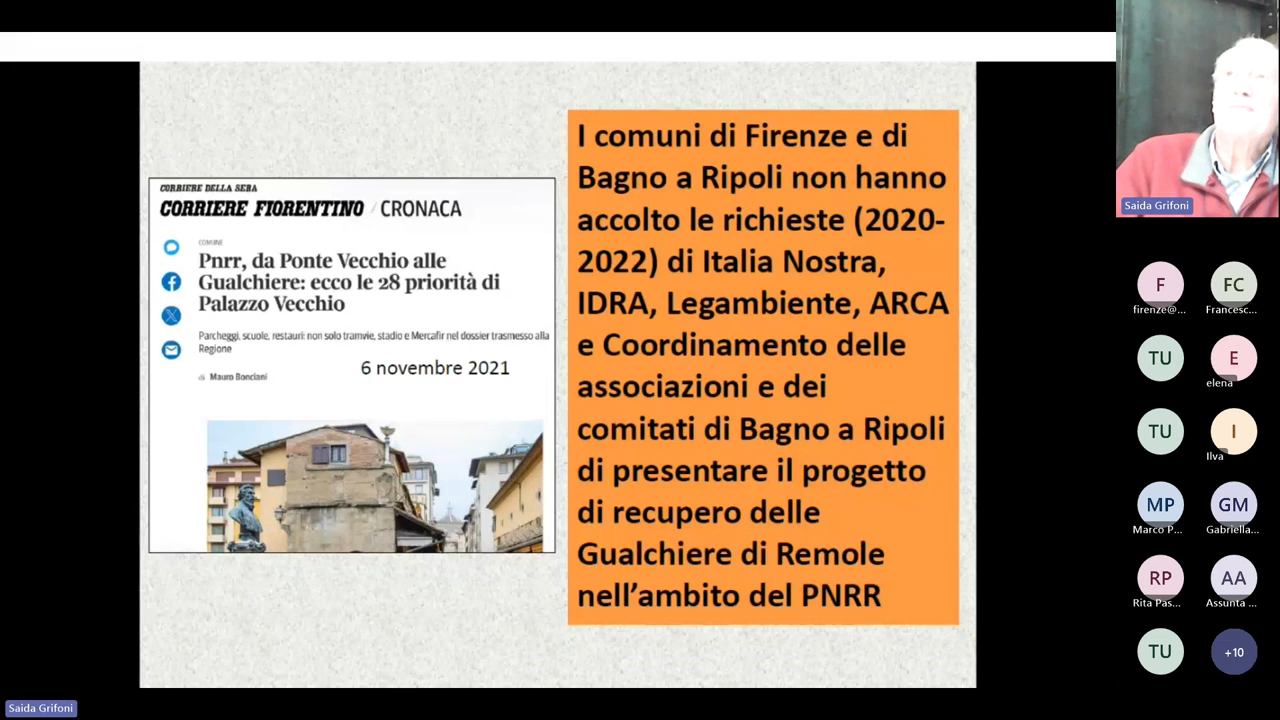 CORRIERE DELLA SERA
CORRIERE FIORENTINO / CRONACA
COMUNE
Pnrr, da Ponte Vecchio alle
Gualchiere: ecco le 28 priorità di
Palazzo Vecchio
Parcheggi, scuole, restauri: non solo tramvie, stadio e Mercafir nel dossier trasmesso alla
Regione
6 novembre 2021
di Mauro Bonciani
I comuni di Firenze e di
Bagno a Ripoli non hanno
accolto le richieste (2020-
2022) di Italia Nostra,
IDRA, Legambiente, ARCA
e Coordinamento delle
associazioni e dei
comitati di Bagno a Ripoli
di presentare il progetto
di recupero delle
Gualchiere di Remole
nell’ambito del PNRR
Saida Grifoni
F FC
firenze@... Francesc...
TU E
elena
TU I
Ilva
MP GM
Marco P... Gabriella...
RP AA
Rita Pas... Assunta ...
TU +10
Saida Grifoni